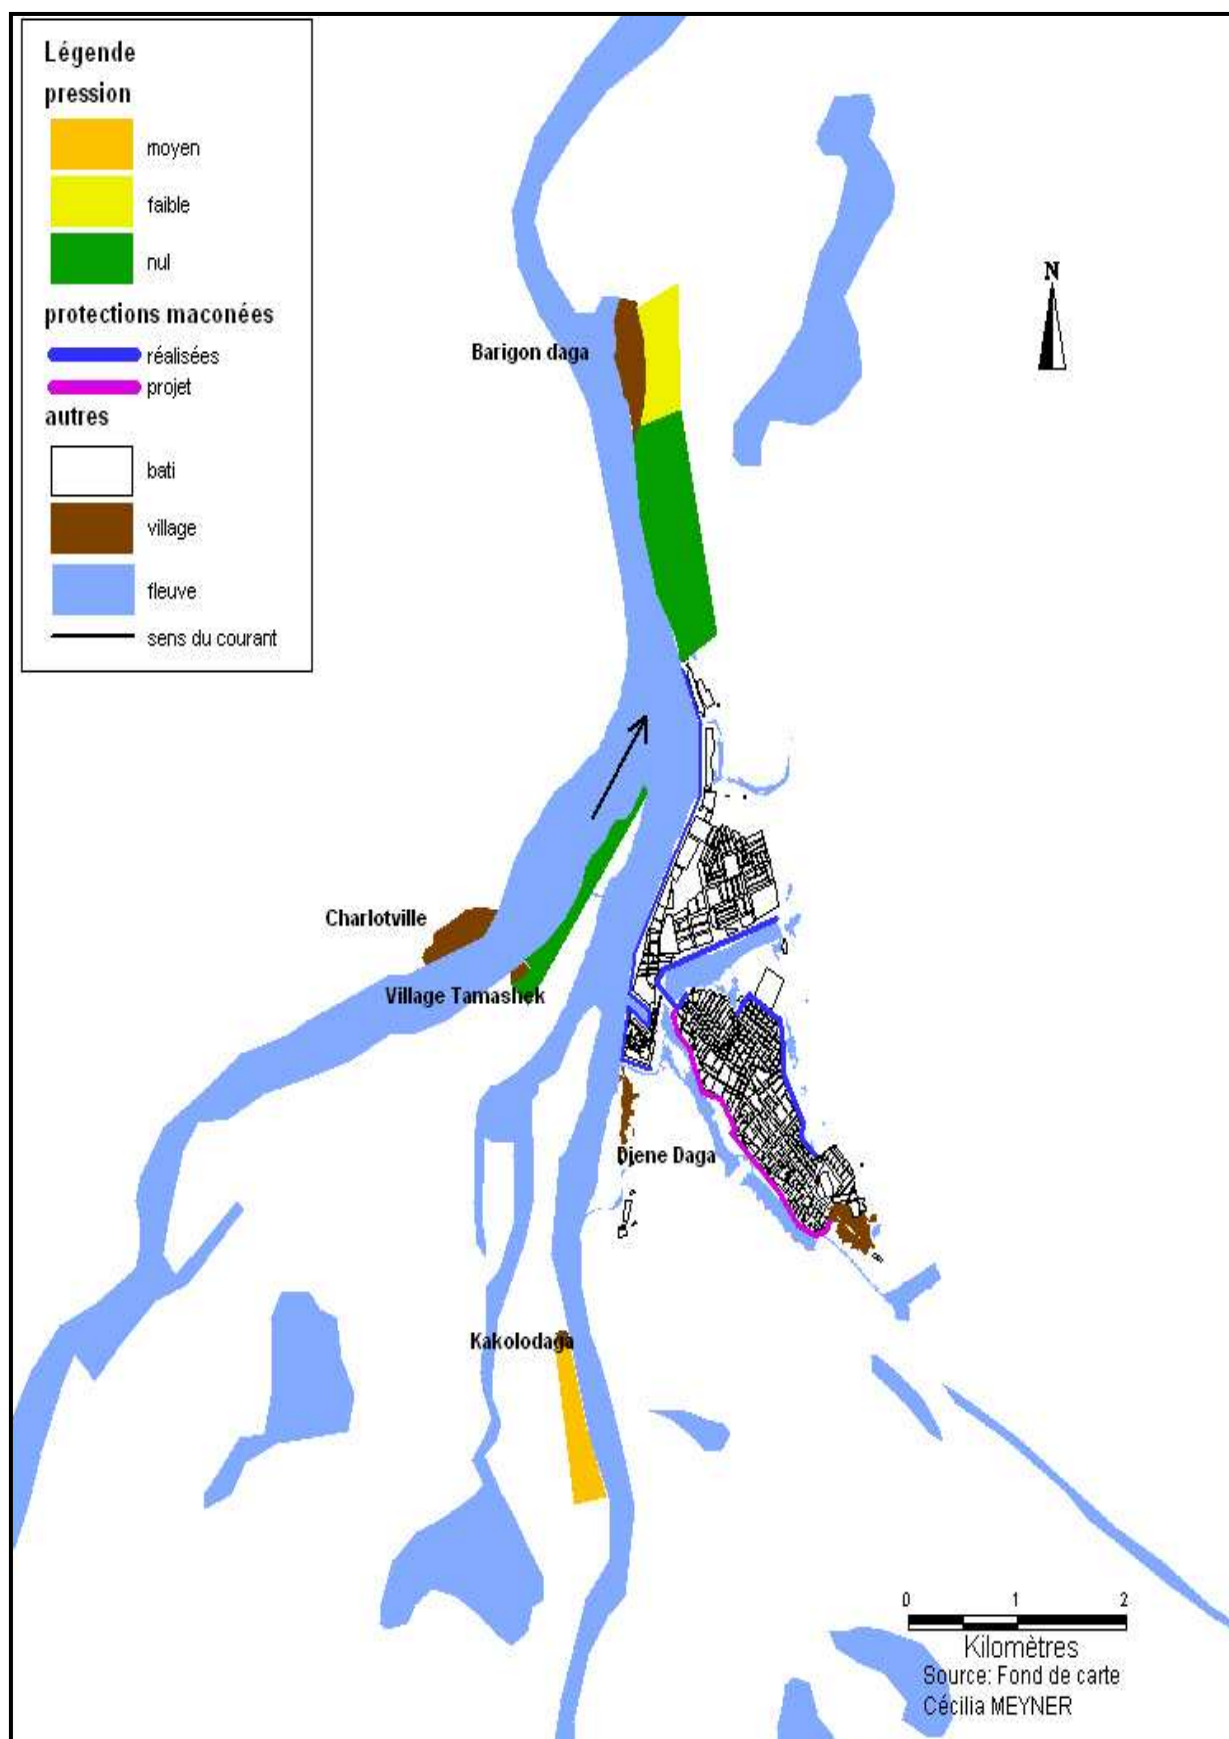 Légende
pression
moyen
faible
nul
protections maconées
réalisées
projet
autres
bati
village
fleuve
sens du courant
N
Barigon daga
Charlotville
Village Tamashek
Djene Daga
Kakolodaga
0 1 2
Kilomètres
Source: Fond de carte
Cécilia MEYNER